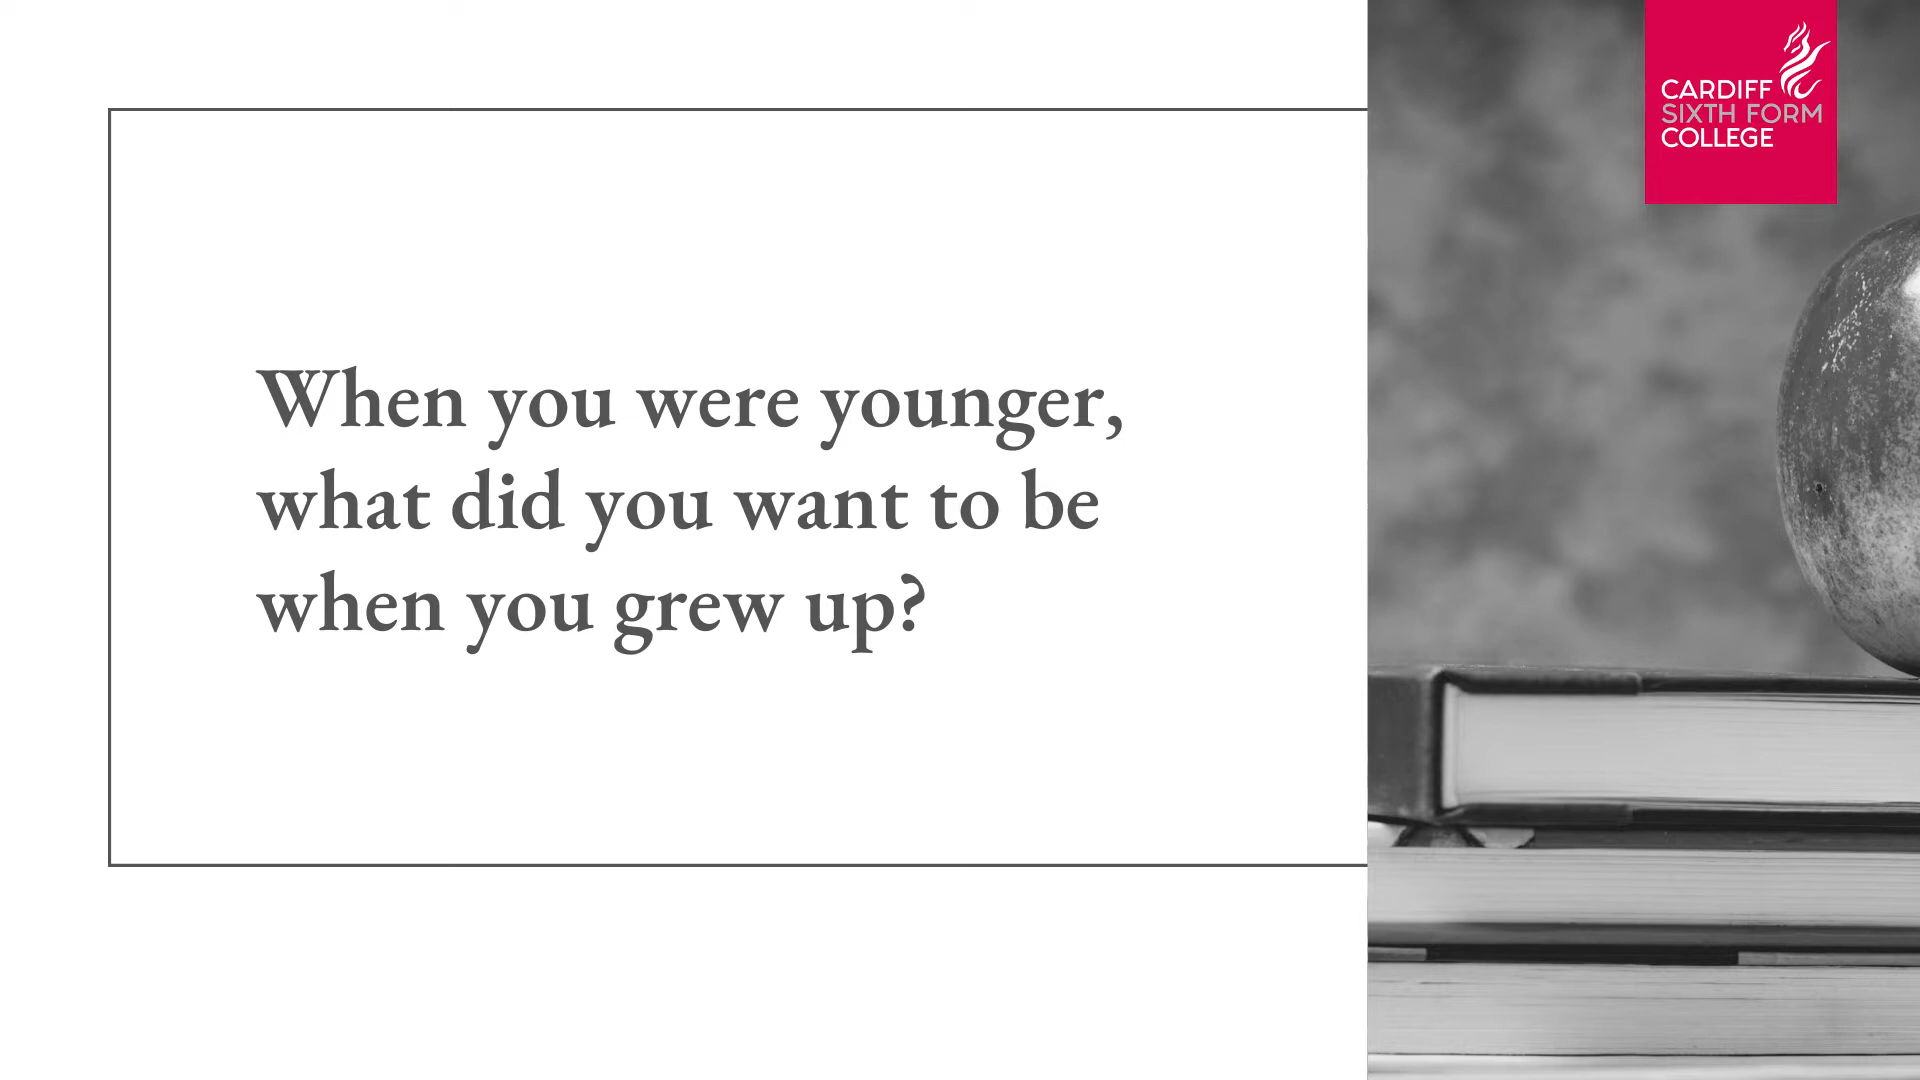 CARDIFF
SIXTH FORM
COLLEGE
When you were younger,
what did you want to be
when you grew up?